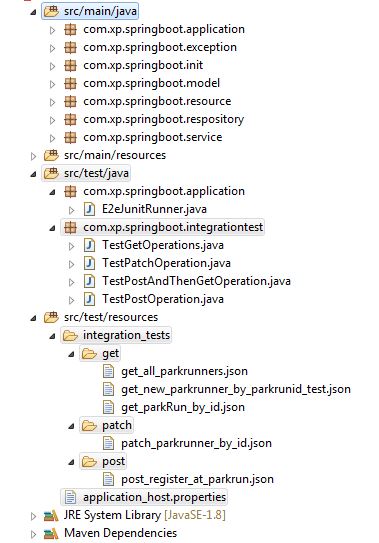 src/main/java
com.xp.springboot.application
com.xp.springboot.exception
com.xp.springboot.init
com.xp.springboot.model
com.xp.springboot.resource
com.xp.springboot.respository
com.xp.springboot.service
src/main/resources
src/test/java
com.xp.springboot.application
E2eJunitRunner.java
com.xp.springboot.integrationtest
TestGetOperations.java
TestPatchOperation.java
TestPostAndThenGetOperation.java
TestPostOperation.java
src/test/resources
integration_tests
get
get_all_parkrunners.json
get_new_parkrunner_by_parkrunid_test.json
get_parkRun_by_id.json
patch
patch_parkrunner_by_id.json
post
post_register_at_parkrun.json
application_host.properties
JRE System Library [JavaSE-1.8]
Maven Dependencies